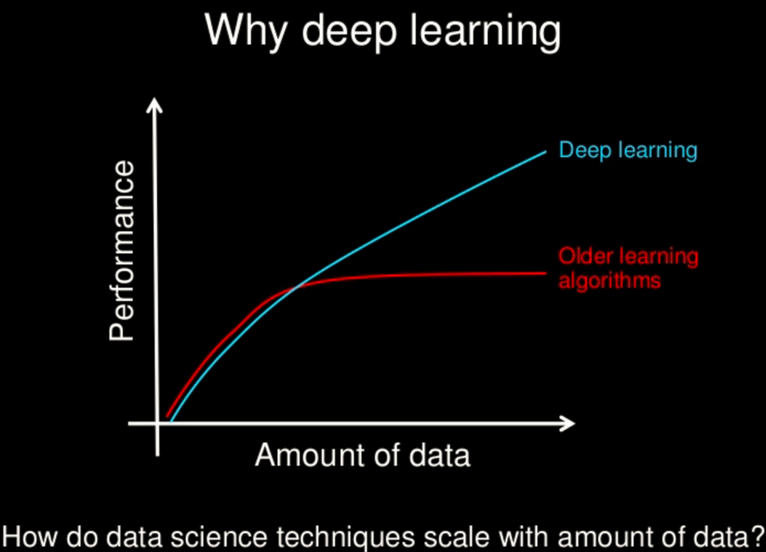 Why deep learning
Performance
Deep learning
Older learning
algorithms
Amount of data
How do data science techniques scale with amount of data?